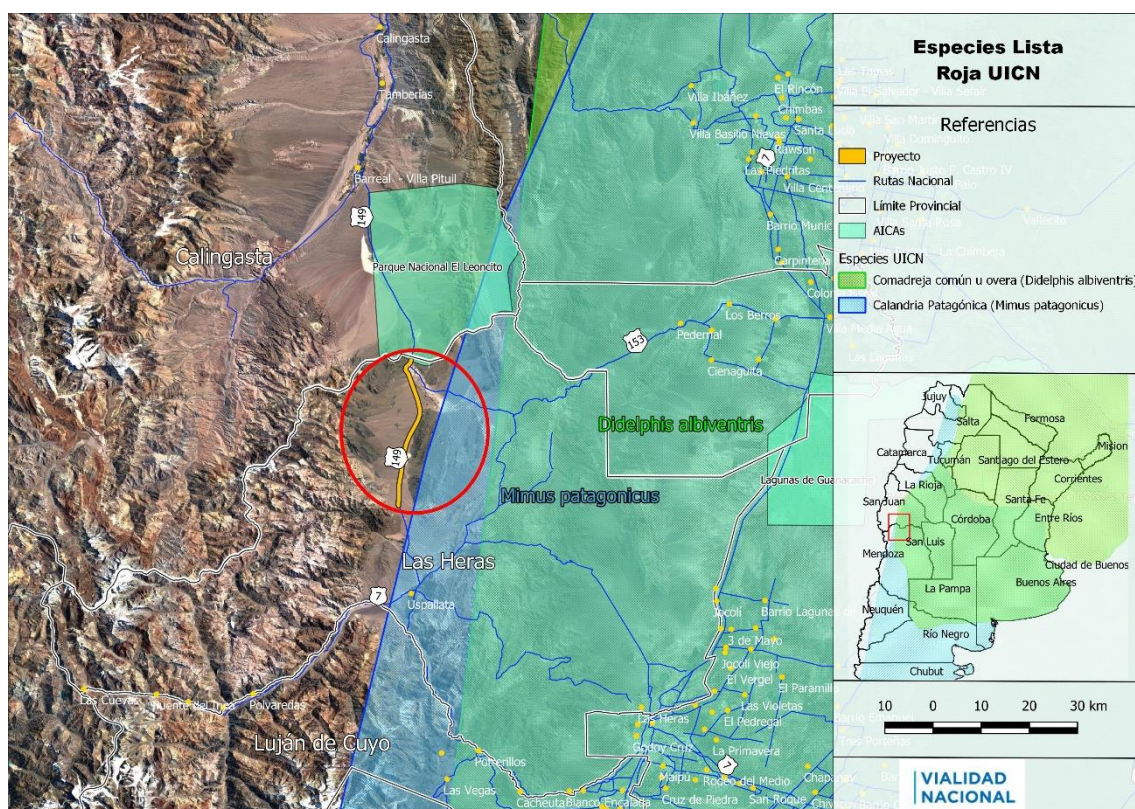 Calingasta
Tamberías
Barreal - Villa Pituil
149
Parque Nacional El Leoncito
Calingasta
149
Mimus patagonicus
Las Heras
7
Uspallata
Las Cuevas
Polvaredas
Luján de Cuyo
Potrerillos
Las Vegas
Cacheuta
Villa Ibáñez
El Rincón
Chimbas
Santa Lucía
Villa Basilio Nievas
Rawson
7
Las Piedritas
Villa Centenario
Barrio Munic
Carpintería
Los Berros
Pedernal
153
Cienaguita
Villa Media Agua
Las Lagunas
Didelphis albiventris
Lagunas de Guanacache
Jocolí
Barrio Lagunas de
3 de Mayo
Jocolí Viejo
El Vergel
El Paramillo
Las Violetas
Las Heras
El Pedregal
Godoy Cruz
La Primavera
7
Maipú
Rodeo del Medio
Chapanay
Cruz de Piedra
San Roque
Especies Lista
Roja UICN
Referencias
Proyecto
Rutas Nacional
Límite Provincial
AICAs
Especies UICN
Comadreja común u overa (Didelphis albiventris)
Calandria Patagónica (Mimus patagonicus)
Jujuy
Salta
Formosa
Mision
Catamarca
Tucumán
Santiago del Estero
Corrientes
La Rioja
Santa Fe
San Juan
Córdoba
Entre Ríos
San Luis
Mendoza
Ciudad de Buenos
Buenos Aires
La Pampa
Neuquén
Río Negro
Chubut
10 0 10 20 30 km
VIALIDAD
NACIONAL